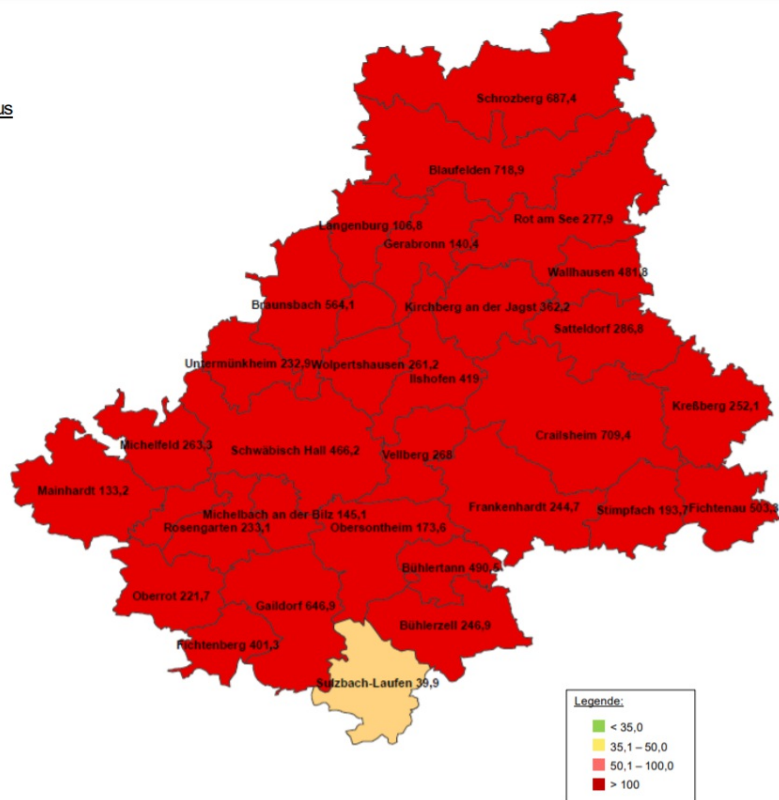 us
Schrozberg 687,4
Blaufelden 718,9
Rot am See 277,9
Langenburg 106,8
Gerabronn 140,4
Wallhausen 481,8
Braunsbach 564,1
Kirchberg an der Jagst 362,2
Satteldorf 286,8
Untermünkheim 232,9
Wolpertshausen 261,2
Ilshofen 419
Kreßberg 252,1
Crailsheim 709,4
Michelfeld 263,3
Schwäbisch Hall 466,2
Vellberg 268
Mainhardt 133,2
Frankenhardt 244,7
Stimpfach 193,7
Fichtenau
Michelbach an der Bilz 145,1
Rosengarten 233,1
Obersontheim 173,6
Bühlertann
Oberrot 221,7
Gaildorf 646,9
Bühlerzell 246,9
Fichtenberg 401,3
Sulzbach-Laufen 39,9
Legende:
< 35,0
35,1 – 50,0
50,1 – 100,0
> 100